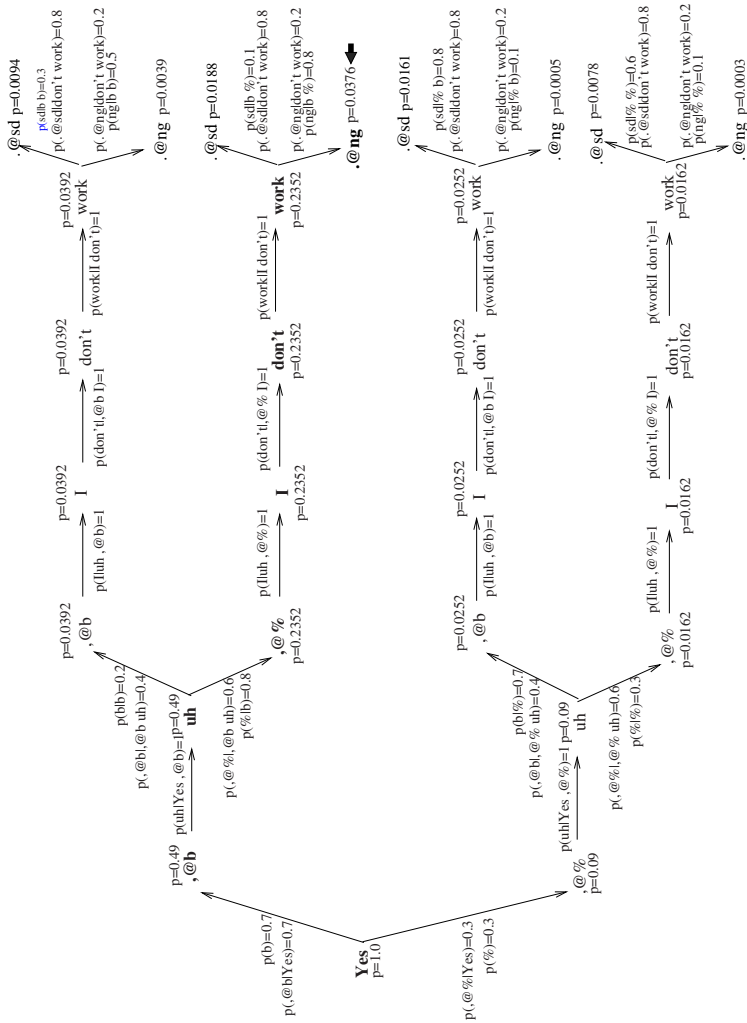 Yes
p=1.0
p(b)=0.7
p(,@b|Yes)=0.7
p(,@%|Yes)=0.3
p(%)=0.3
p=0.49
,@b
p(uh|Yes ,@b)=1
p=0.49
uh
p(b|b)=0.2
p(,@b|,@b uh)=0.4
p(,@%|,@b uh)=0.6
p(%|b)=0.8
p=0.0392
,@b
p(I|uh ,@b)=1
p=0.0392
I
p(don't|,@b I)=1
p=0.0392
don't
p(work|I don't)=1
p=0.0392
work
.@sd p=0.0094
p(sd|b b)=0.3
p(.@sd|don't work)=0.8
p(.@ng|don't work)=0.2
p(ng|b b)=0.5
.@ng p=0.0039
,@%
p=0.2352
p(I|uh ,@%)=1
I
p=0.2352
p(don't|,@% I)=1
don't
p=0.2352
p(work|I don't)=1
work
p=0.2352
.@sd p=0.0188
p(sd|b %)=0.1
p(.@sd|don't work)=0.8
p(.@ng|don't work)=0.2
p(ng|b %)=0.8
.@ng p=0.0376
,@%
p=0.09
p(uh|Yes ,@%)=1
p=0.09
uh
p(b|%)=0.7
p(,@b|,@% uh)=0.4
p(,@%|,@% uh)=0.6
p(%|%)=0.3
p=0.0252
,@b
p(I|uh ,@b)=1
p=0.0252
I
p(don't|,@b I)=1
p=0.0252
don't
p(work|I don't)=1
p=0.0252
work
.@sd p=0.0161
p(sd|% b)=0.8
p(.@sd|don't work)=0.8
p(.@ng|don't work)=0.2
p(ng|% b)=0.1
.@ng p=0.0005
,@%
p=0.0162
p(I|uh ,@%)=1
I
p=0.0162
p(don't|,@% I)=1
don't
p=0.0162
p(work|I don't)=1
work
p=0.0162
.@sd p=0.0078
p(sd|% %)=0.6
p(.@sd|don't work)=0.8
p(.@ng|don't work)=0.2
p(ng|% %)=0.1
.@ng p=0.0003